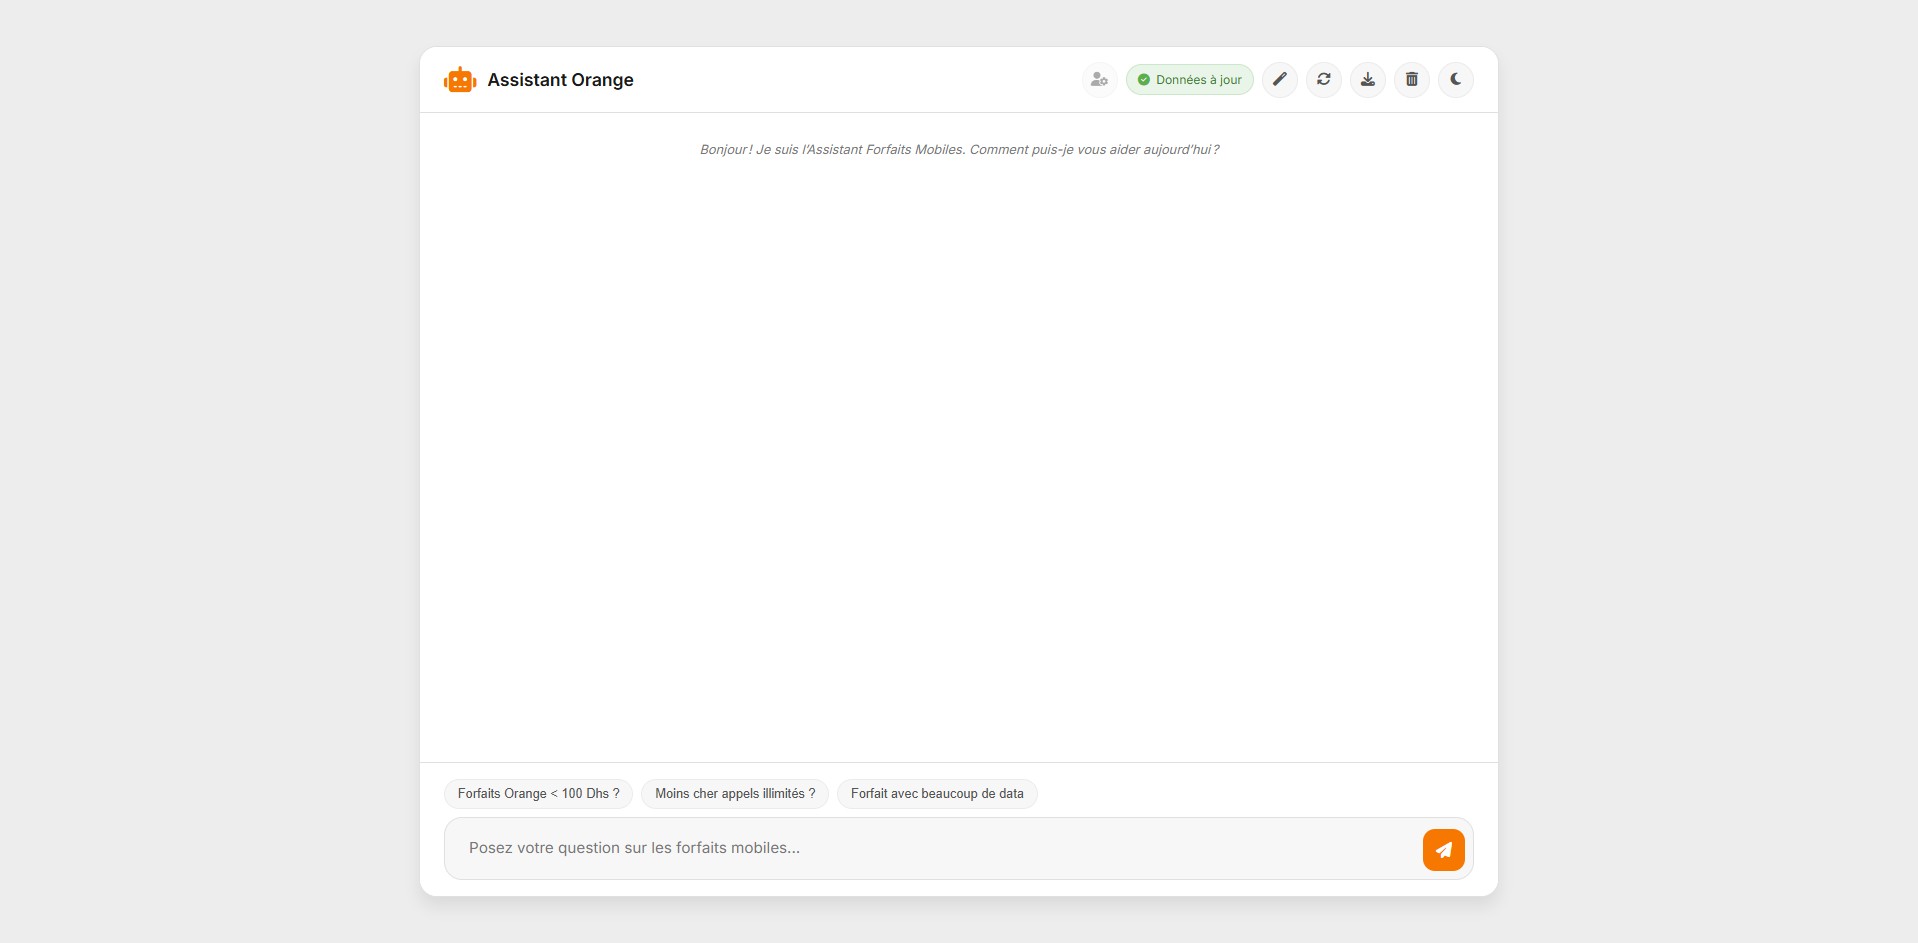 Assistant Orange
Données à jour
Bonjour ! Je suis l'Assistant Forfaits Mobiles. Comment puis-je vous aider aujourd'hui ?
Forfaits Orange < 100 Dhs ?
Moins cher appels illimités ?
Forfait avec beaucoup de data
Posez votre question sur les forfaits mobiles...